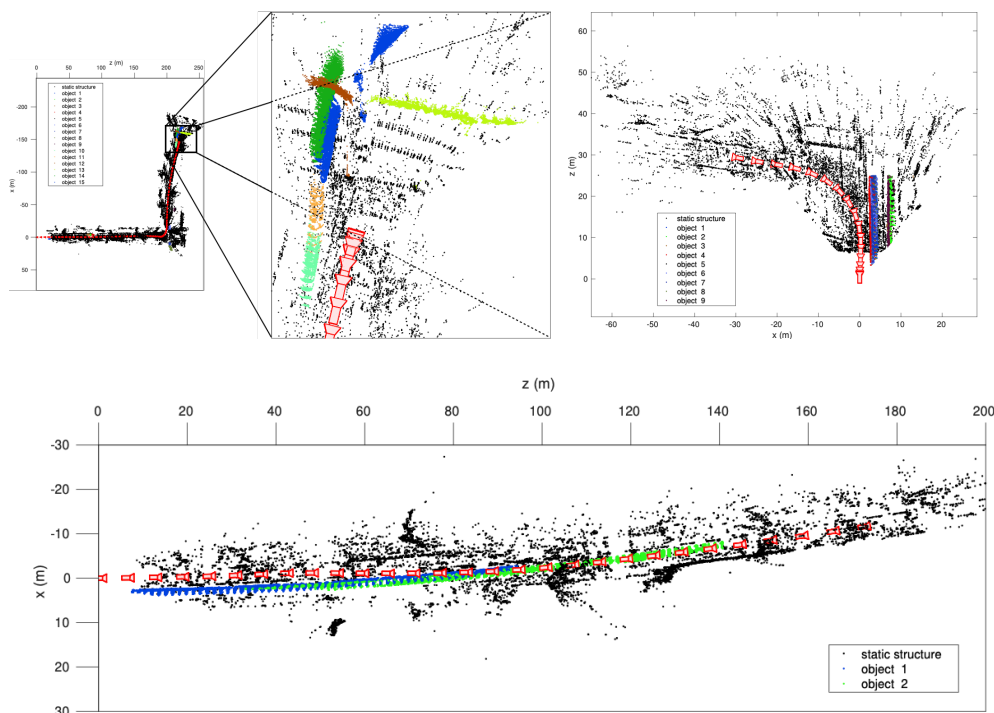 z (m)
0 50 100 150 200 250
x (m)
-200
-150
-100
-50
0
50
static structure
object 1
object 2
object 3
object 4
object 5
object 6
object 7
object 8
object 9
object 10
object 11
object 12
object 13
object 14
object 15
z (m)
60
50
40
30
20
10
0
static structure
object 1
object 2
object 3
object 4
object 5
object 6
object 7
object 8
object 9
-60 -50 -40 -30 -20 -10 0 10 20
x (m)
z (m)
0 20 40 60 80 100 120 140 160 180 200
x (m)
-30
-20
-10
0
10
20
30
static structure
object 1
object 2